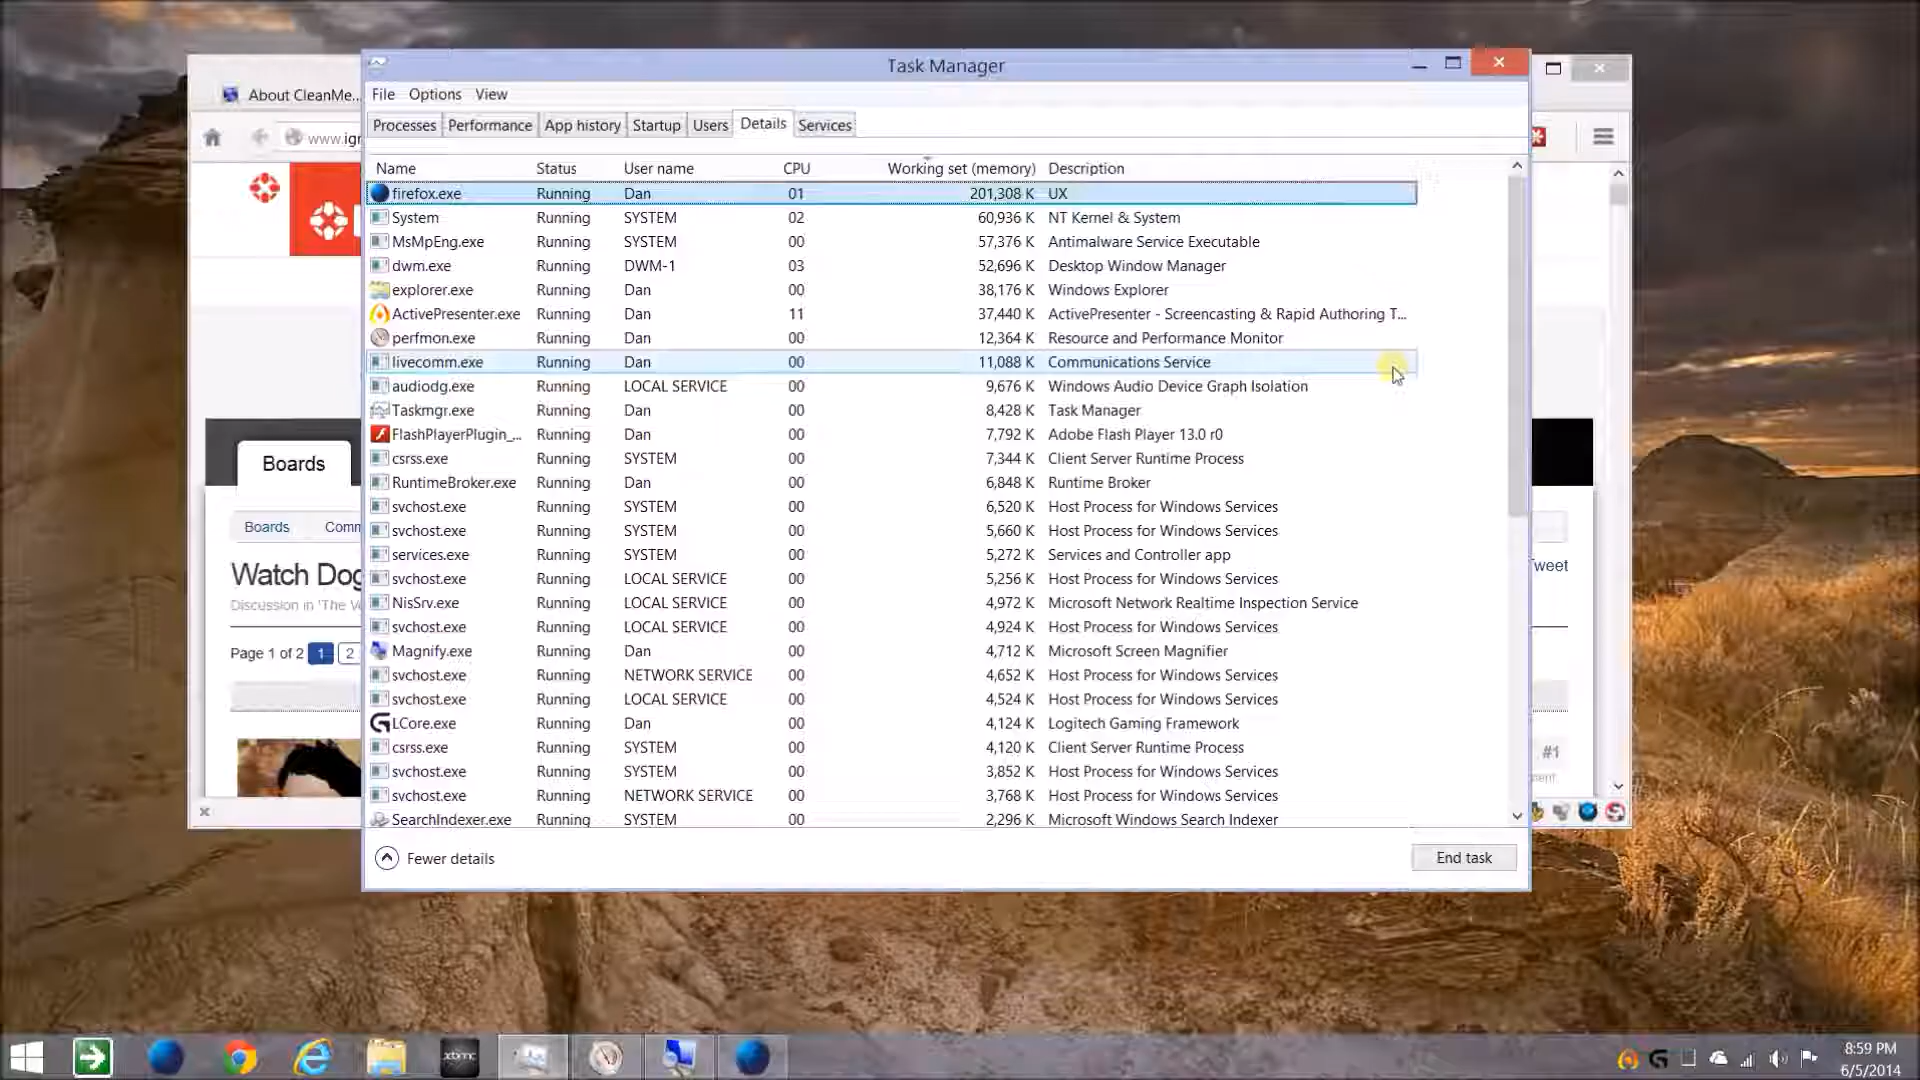 Task Manager
About CleanMe...
File Options View
www.igr
Processes Performance App history Startup Users Details Services
Name Status User name CPU Working set (memory) Description
firefox.exe Running Dan 01 201,308 K UX
System Running SYSTEM 02 60,936 K NT Kernel & System
MsMpEng.exe Running SYSTEM 00 57,376 K Antimalware Service Executable
dwm.exe Running DWM-1 03 52,696 K Desktop Window Manager
explorer.exe Running Dan 00 38,176 K Windows Explorer
ActivePresenter.exe Running Dan 11 37,440 K ActivePresenter - Screencasting & Rapid Authoring T...
perfmon.exe Running Dan 00 12,364 K Resource and Performance Monitor
livecomm.exe Running Dan 00 11,088 K Communications Service
audiodg.exe Running LOCAL SERVICE 00 9,676 K Windows Audio Device Graph Isolation
Taskmgr.exe Running Dan 00 8,428 K Task Manager
FlashPlayerPlugin_... Running Dan 00 7,792 K Adobe Flash Player 13.0 r0
csrss.exe Running SYSTEM 00 7,344 K Client Server Runtime Process
RuntimeBroker.exe Running Dan 00 6,848 K Runtime Broker
svchost.exe Running SYSTEM 00 6,520 K Host Process for Windows Services
svchost.exe Running SYSTEM 00 5,660 K Host Process for Windows Services
services.exe Running SYSTEM 00 5,272 K Services and Controller app
svchost.exe Running LOCAL SERVICE 00 5,256 K Host Process for Windows Services
NisSrv.exe Running LOCAL SERVICE 00 4,972 K Microsoft Network Realtime Inspection Service
svchost.exe Running LOCAL SERVICE 00 4,924 K Host Process for Windows Services
Magnify.exe Running Dan 00 4,712 K Microsoft Screen Magnifier
svchost.exe Running NETWORK SERVICE 00 4,652 K Host Process for Windows Services
svchost.exe Running LOCAL SERVICE 00 4,524 K Host Process for Windows Services
LCore.exe Running Dan 00 4,124 K Logitech Gaming Framework
csrss.exe Running SYSTEM 00 4,120 K Client Server Runtime Process
svchost.exe Running SYSTEM 00 3,852 K Host Process for Windows Services
svchost.exe Running NETWORK SERVICE 00 3,768 K Host Process for Windows Services
SearchIndexer.exe Running SYSTEM 00 2,296 K Microsoft Windows Search Indexer
Fewer details End task
Boards
Boards Comm
Watch Dog
Discussion in 'The V
Page 1 of 2 1 2
Tweet
#1
xbmc
8:59 PM
6/5/2014